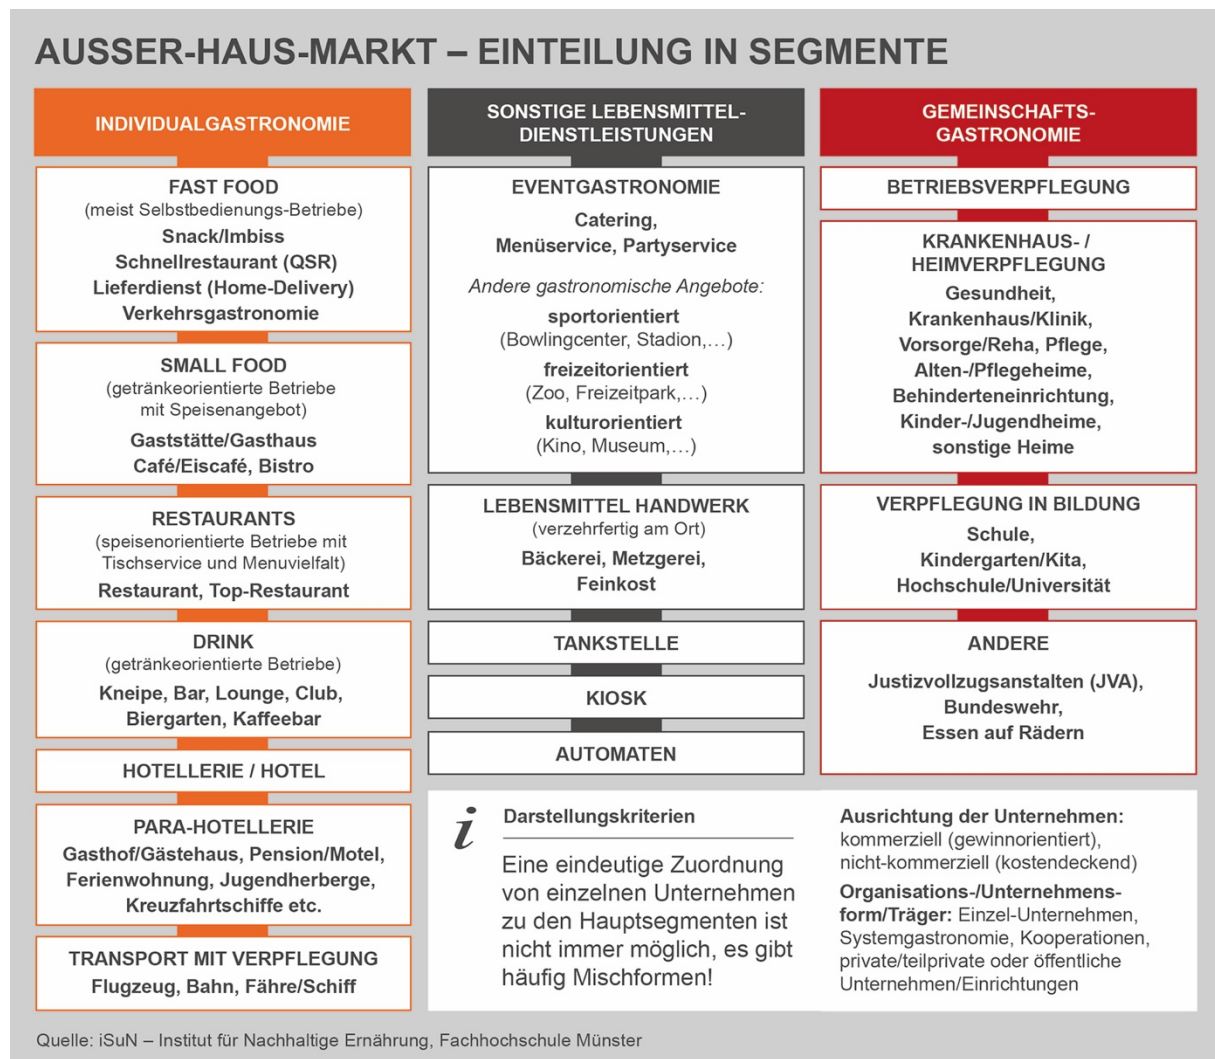 AUSSER-HAUS-MARKT – EINTEILUNG IN SEGMENTE
INDIVIDUALGASTRONOMIE
FAST FOOD
(meist Selbstbedienungs-Betriebe)
Snack/Imbiss
Schnellrestaurant (QSR)
Lieferdienst (Home-Delivery)
Verkehrsgastronomie
SMALL FOOD
(getränkeorientierte Betriebe
mit Speisenangebot)
Gaststätte/Gasthaus
Café/Eiscafé, Bistro
RESTAURANTS
(speisenorientierte Betriebe mit
Tischservice und Menuvielfalt)
Restaurant, Top-Restaurant
DRINK
(getränkeorientierte Betriebe)
Kneipe, Bar, Lounge, Club,
Biergarten, Kaffeebar
HOTELLERIE / HOTEL
PARA-HOTELLERIE
Gasthof/Gästehaus, Pension/Motel,
Ferienwohnung, Jugendherberge,
Kreuzfahrtschiffe etc.
TRANSPORT MIT VERPFLEGUNG
Flugzeug, Bahn, Fähre/Schiff
SONSTIGE LEBENSMITTEL-
DIENSTLEISTUNGEN
EVENTGASTRONOMIE
Catering,
Menüservice, Partyservice
Andere gastronomische Angebote:
sportorientiert
(Bowlingcenter, Stadion,…)
freizeitorientiert
(Zoo, Freizeitpark,…)
kulturorientiert
(Kino, Museum,…)
LEBENSMITTEL HANDWERK
(verzehrfertig am Ort)
Bäckerei, Metzgerei,
Feinkost
TANKSTELLE
KIOSK
AUTOMATEN
GEMEINSCHAFTS-
GASTRONOMIE
BETRIEBSVERPFLEGUNG
KRANKENHAUS- /
HEIMVERPFLEGUNG
Gesundheit,
Krankenhaus/Klinik,
Vorsorge/Reha, Pflege,
Alten-/Pflegeheime,
Behinderteneinrichtung,
Kinder-/Jugendheime,
sonstige Heime
VERPFLEGUNG IN BILDUNG
Schule,
Kindergarten/Kita,
Hochschule/Universität
ANDERE
Justizvollzugsanstalten (JVA),
Bundeswehr,
Essen auf Rädern
i
Darstellungskriterien
Eine eindeutige Zuordnung
von einzelnen Unternehmen
zu den Hauptsegmenten ist
nicht immer möglich, es gibt
häufig Mischformen!
Ausrichtung der Unternehmen:
kommerziell (gewinnorientiert),
nicht-kommerziell (kostendeckend)
Organisations-/Unternehmens-
form/Träger: Einzel-Unternehmen,
Systemgastronomie, Kooperationen,
private/teilprivate oder öffentliche
Unternehmen/Einrichtungen
Quelle: iSuN – Institut für Nachhaltige Ernährung, Fachhochschule Münster